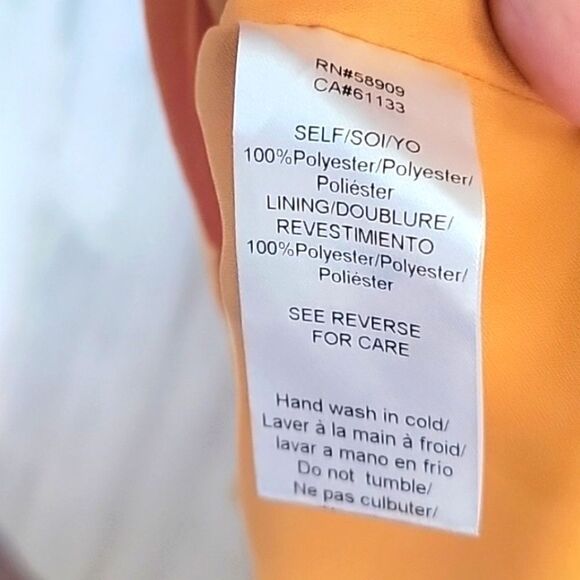 RN#58909
CA#61133
SELF/SOI/YO
100%Polyester/Polyester/
Poliéster
LINING/DOUBLURE/
REVESTIMIENTO
100%Polyester/Polyester/
Poliéster
SEE REVERSE
FOR CARE
Hand wash in cold/
Laver à la main à froid/
lavar a mano en frio
Do not tumble/
Ne pas culbuter/